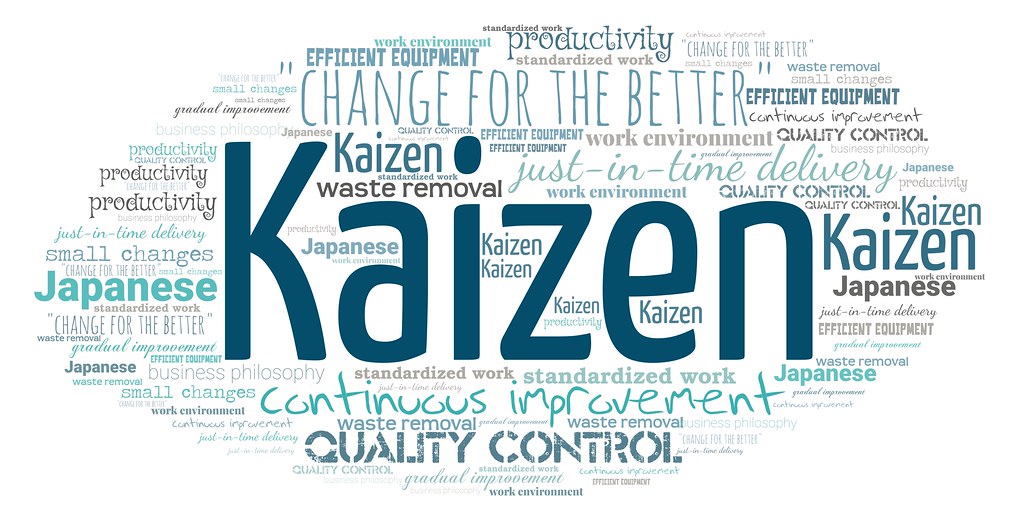 standardized work
continuous improvement
work environment
productivity
"CHANGE FOR THE BETTER"
EFFICIENT EQUIPMENT
standardized work
small changes
waste removal
"CHANGE FOR THE BETTER"
"CHANGE FOR THE BETTER"
small changes
small changes
EFFICIENT EQUIPMENT
small changes
gradual improvement
continuous improvement
business philosophy
Japanese
QUALITY CONTROL
continuous improvement
EFFICIENT EQUIPMENT
work environment
QUALITY CONTROL
EFFICIENT EQUIPMENT
business philosophy
productivity
QUALITY CONTROL
Kaizen
gradual improvement
just-in-time delivery
Japanese
productivity
standardized work
productivity
"CHANGE FOR THE BETTER"
waste removal
work environment
QUALITY CONTROL
productivity
QUALITY CONTROL
Kaizen
business philosophy
Kaizen
productivity
just-in-time delivery
Japanese
Kaizen
Kaizen
small changes
work environment
Kaizen
"CHANGE FOR THE BETTER"
small changes
work environment
Japanese
Japanese
standardized work
Kaizen
Kaizen
just-in-time delivery
"CHANGE FOR THE BETTER"
productivity
EFFICIENT EQUIPMENT
waste removal
gradual improvement
gradual improvement
EFFICIENT EQUIPMENT
waste removal
Japanese
business philosophy
standardized work
standardized work
Japanese
waste removal
just-in-time delivery
small changes
continuous improvement
gradual improvement
"CHANGE FOR THE BETTER"
continuous improvement
work environment
continuous improvement
waste removal
gradual improvement
waste removal
business philosophy
just-in-time delivery
QUALITY CONTROL
"CHANGE FOR THE BETTER"
just-in-time delivery
just-in-time delivery
QUALITY CONTROL
standardized work
continuous improvement
business philosophy
gradual improvement
EFFICIENT EQUIPMENT
business philosophy
work environment